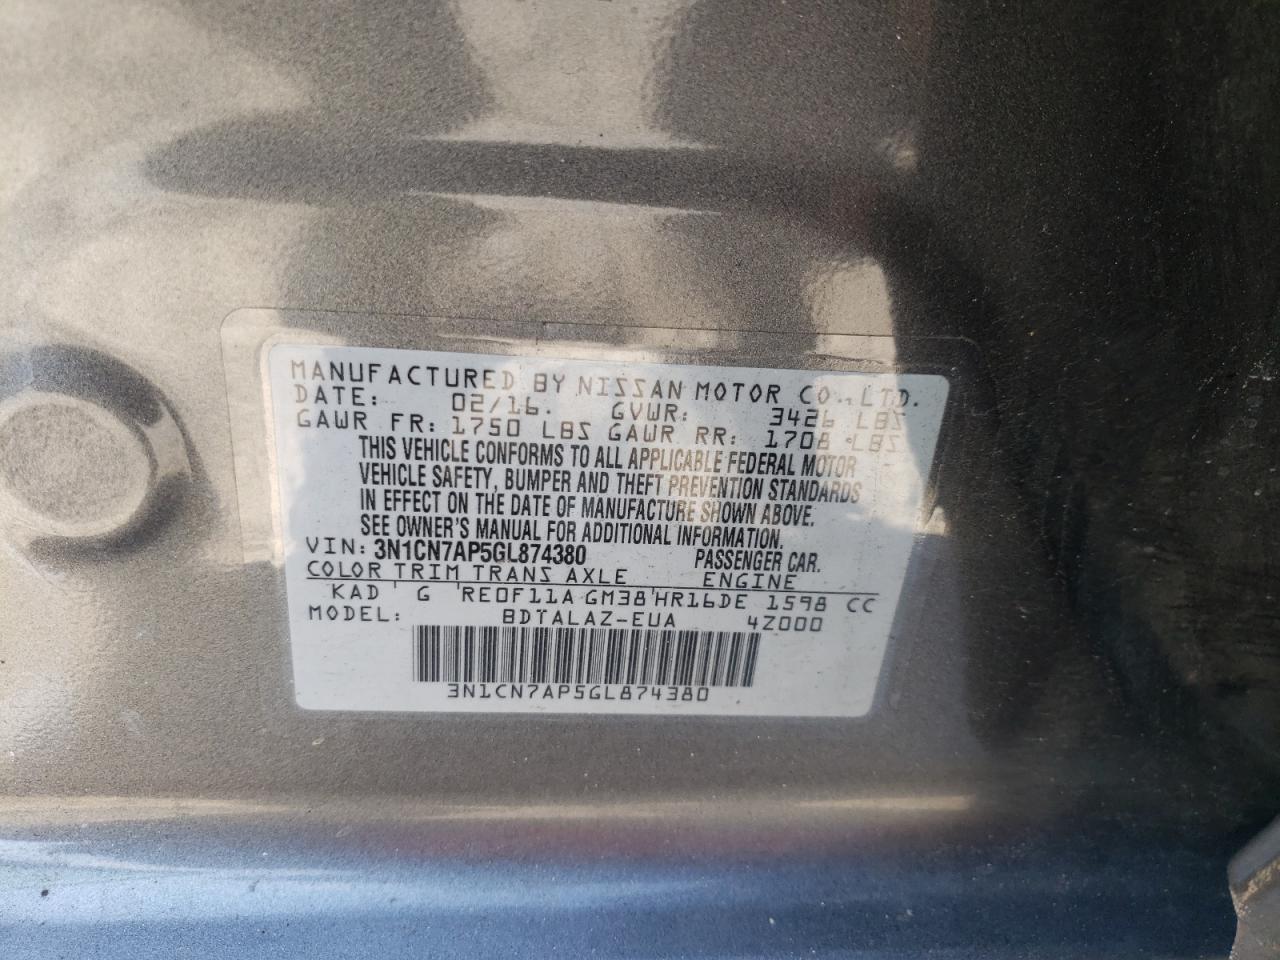 MANUFACTURED BY NISSAN MOTOR CO., LTD.
DATE: 02/16. GVWR: 3426 LBS
GAWR FR: 1750 LBS GAWR RR: 1708 LBS
THIS VEHICLE CONFORMS TO ALL APPLICABLE FEDERAL MOTOR
VEHICLE SAFETY, BUMPER AND THEFT PREVENTION STANDARDS
IN EFFECT ON THE DATE OF MANUFACTURE SHOWN ABOVE.
SEE OWNER'S MANUAL FOR ADDITIONAL INFORMATION.
VIN: 3N1CN7AP5GL874380 PASSENGER CAR.
COLOR TRIM TRANS AXLE ENGINE
KAD G RE0F11A GM38 HR16DE 1598 CC
MODEL: BDTALAZ-EUA 4Z000
3N1CN7AP5GL874380